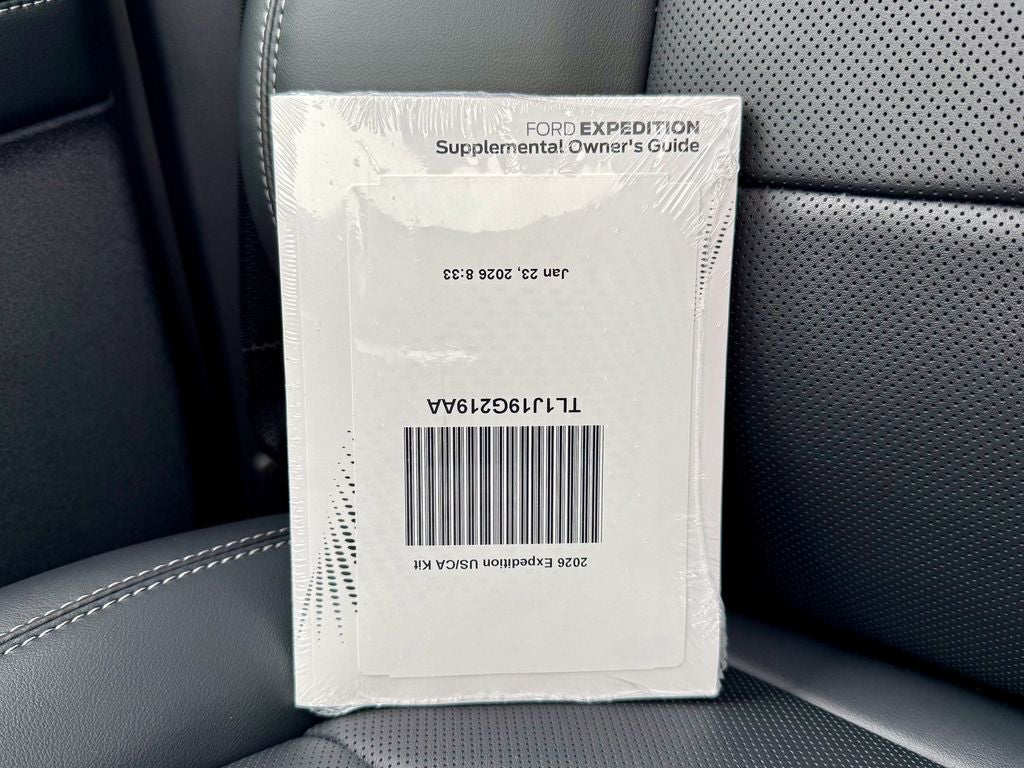 FORD EXPEDITION
Supplemental Owner's Guide
Jan 23, 2026 8:33
TL1J19G219AA
2026 Expedition US/CA Kit